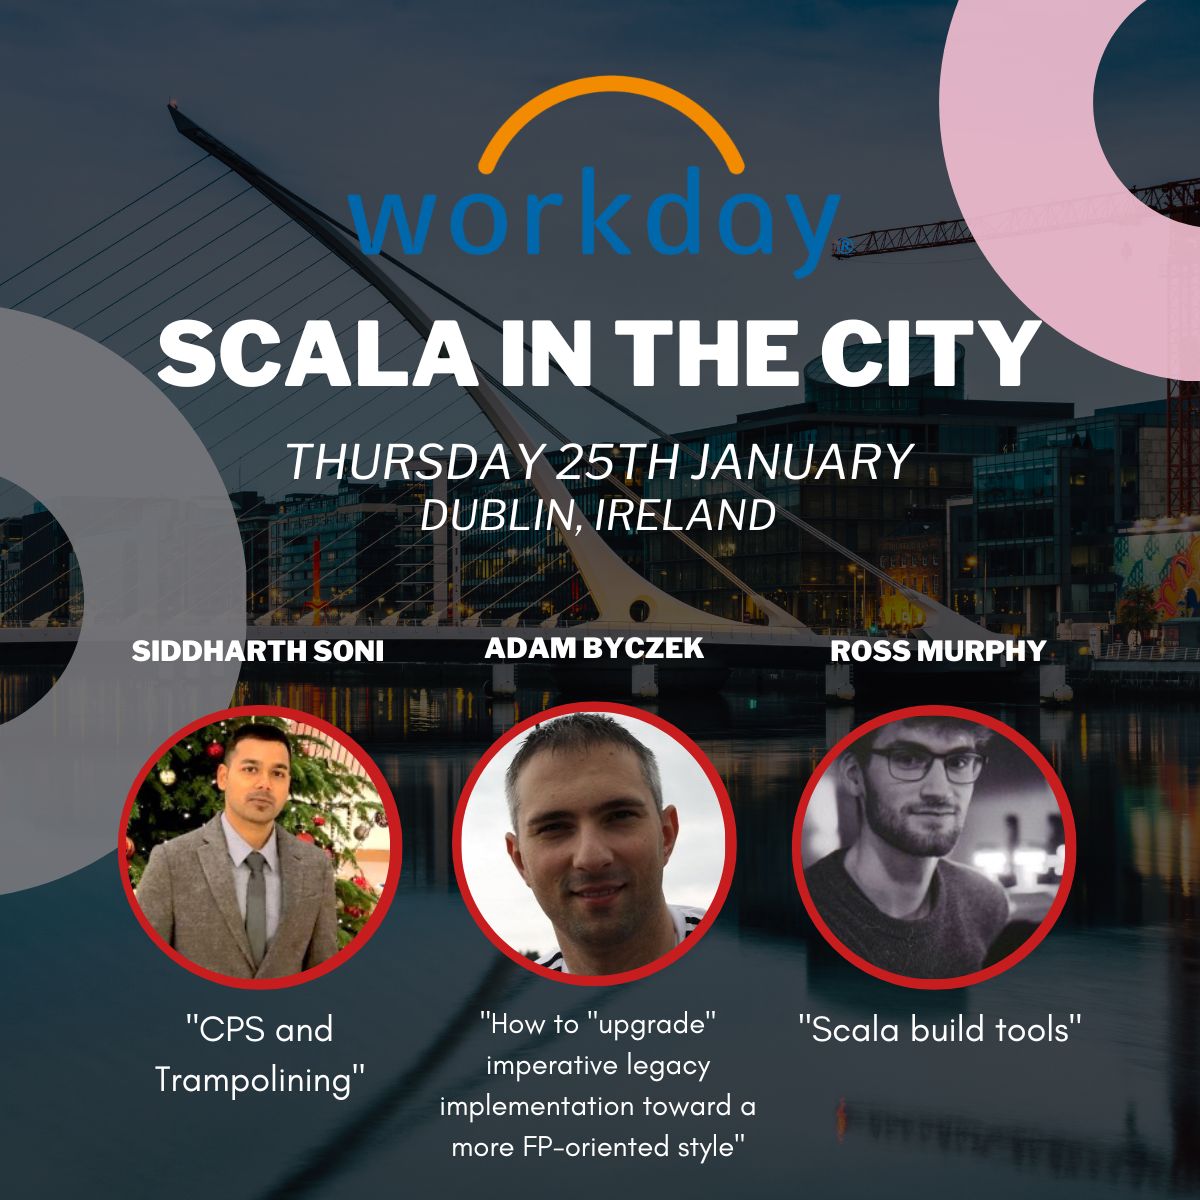 workday®
SCALA IN THE CITY
THURSDAY 25TH JANUARY
DUBLIN, IRELAND
SIDDHARTH SONI
ADAM BYCZEK
ROSS MURPHY
"CPS and
Trampolining"
"How to "upgrade"
imperative legacy
implementation toward a
more FP-oriented style"
"Scala build tools"